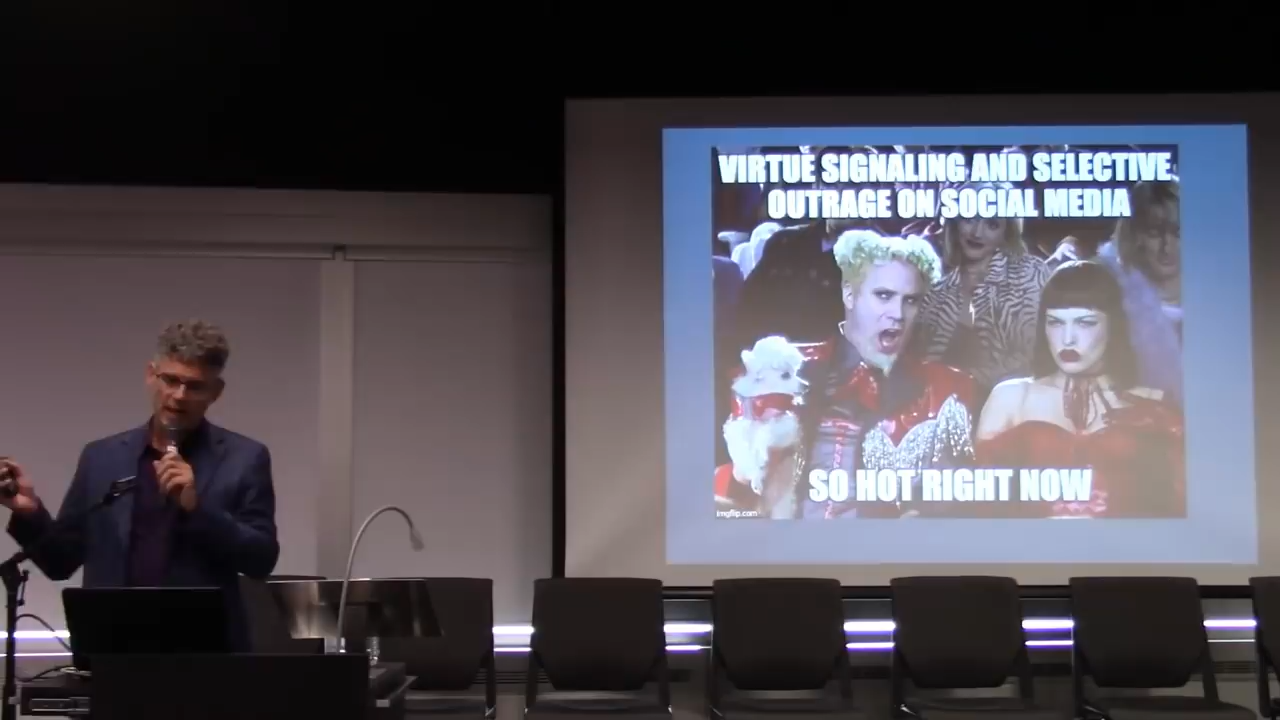 VIRTUE SIGNALING AND SELECTIVE
OUTRAGE ON SOCIAL MEDIA
SO HOT RIGHT NOW
imgflip.com